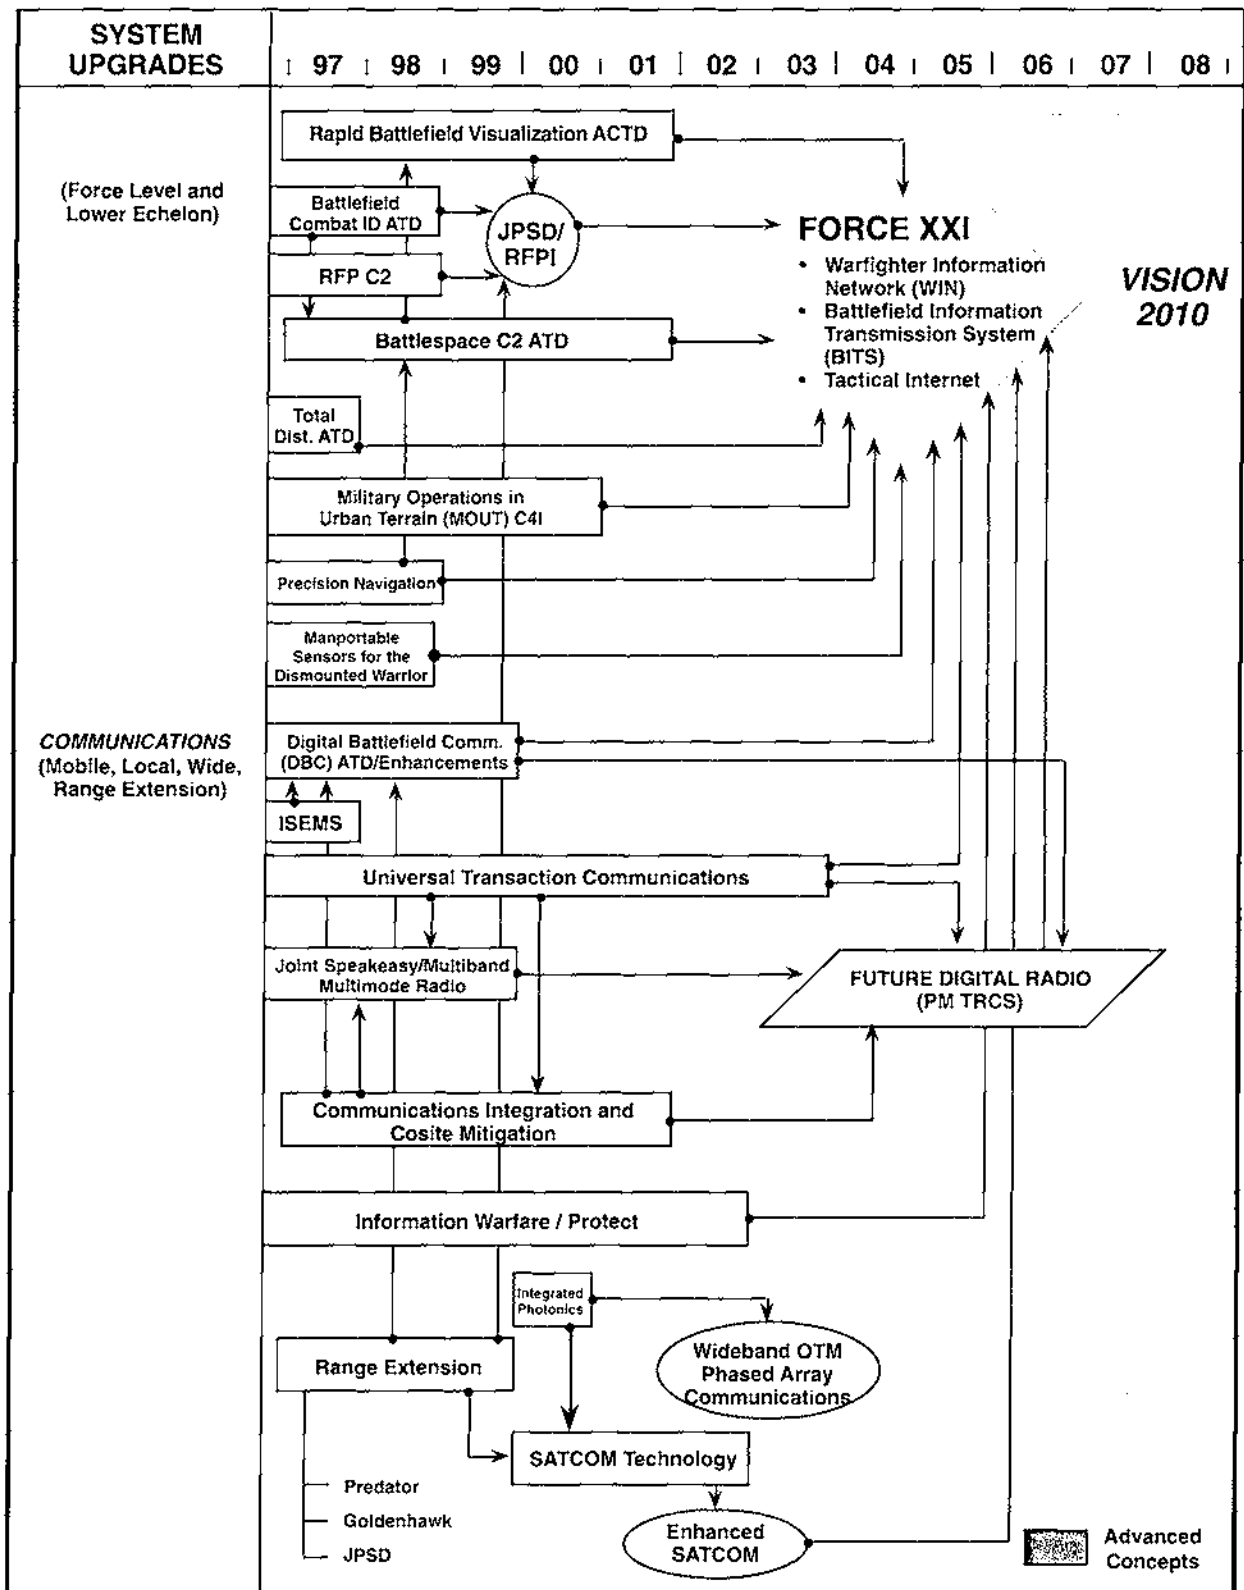 SYSTEM
UPGRADES
97 98 99 00 01 02 03 04 05 06 07 08
Rapid Battlefield Visualization ACTD
(Force Level and
Lower Echelon)
Battlefield
Combat ID ATD
JPSD/
RFPI
RFP C2
Battlespace C2 ATD
FORCE XXI
• Warfighter Information
Network (WIN)
• Battlefield Information
Transmission System
(BITS)
• Tactical Internet
VISION
2010
Total
Dist. ATD
Military Operations in
Urban Terrain (MOUT) C4I
Precision Navigation
Manportable
Sensors for the
Dismounted Warrior
COMMUNICATIONS
(Mobile, Local, Wide,
Range Extension)
Digital Battlefield Comm.
(DBC) ATD/Enhancements
ISEMS
Universal Transaction Communications
Joint Speakeasy/Multiband
Multimode Radio
FUTURE DIGITAL RADIO
(PM TRCS)
Communications Integration and
Cosite Mitigation
Information Warfare / Protect
Integrated
Photonics
Wideband OTM
Phased Array
Communications
Range Extension
SATCOM Technology
Predator
Goldenhawk
JPSD
Enhanced
SATCOM
Advanced
Concepts